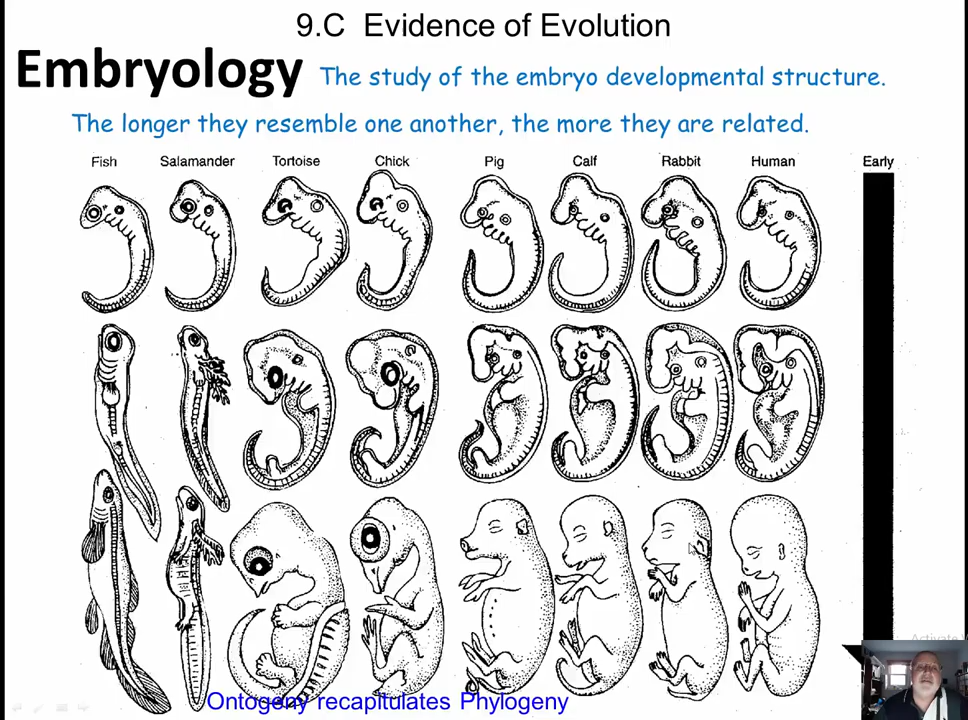 9.C Evidence of Evolution
Embryology The study of the embryo developmental structure.
The longer they resemble one another, the more they are related.
Fish Salamander Tortoise Chick Pig Calf Rabbit Human Early
Activate
Ontogeny recapitulates Phylogeny